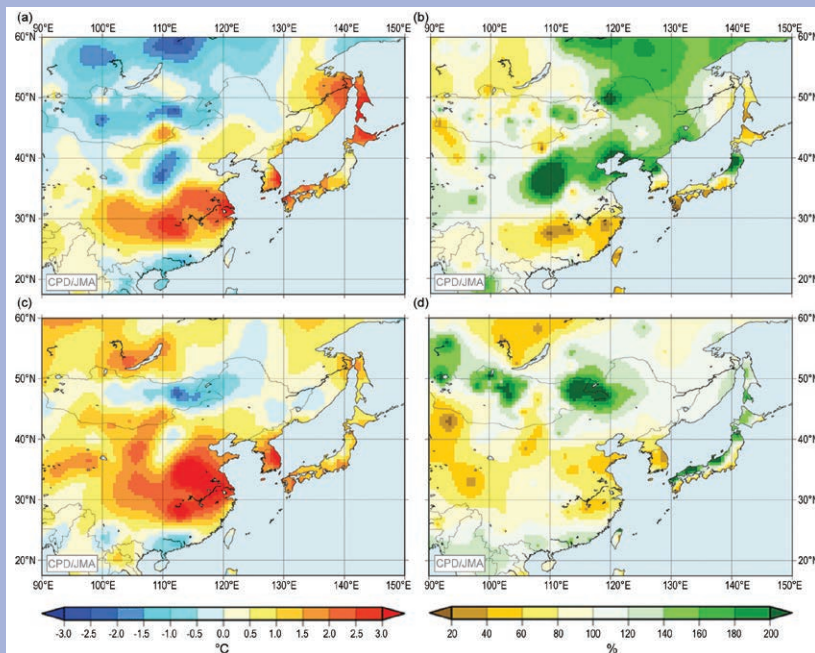 (a)
90°E 100°E 110°E 120°E 130°E 140°E 150°E
60°N
50°N
40°N
30°N
20°N
CPD/JMA
(b)
90°E 100°E 110°E 120°E 130°E 140°E 150°E
60°N
50°N
40°N
30°N
20°N
CPD/JMA
(c)
60°N
50°N
40°N
30°N
20°N
CPD/JMA
90°E 100°E 110°E 120°E 130°E 140°E 150°E
(d)
60°N
50°N
40°N
30°N
20°N
CPD/JMA
90°E 100°E 110°E 120°E 130°E 140°E 150°E
-3.0 -2.5 -2.0 -1.5 -1.0 -0.5 0.0 0.5 1.0 1.5 2.0 2.5 3.0
°C
20 40 60 80 100 120 140 160 180 200
%